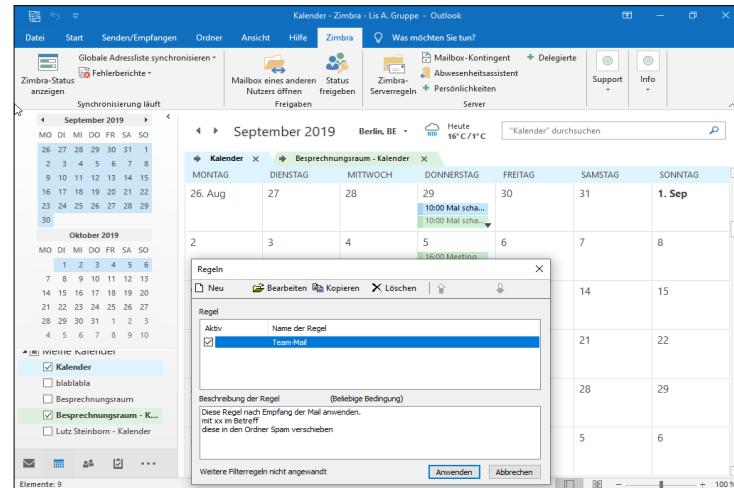 Kalender - Zimbra - Lis A. Gruppe - Outlook
Datei Start Senden/Empfangen Ordner Ansicht Hilfe Zimbra Was möchten Sie tun?
Zimbra-Status anzeigen
Globale Adressliste synchronisieren
Fehlerberichte
Synchronisierung läuft
Mailbox eines anderen Nutzers öffnen
Status freigeben
Freigaben
Zimbra-Serverregeln
Mailbox-Kontingent
Abwesenheitsassistent
+ Persönlichkeiten
+ Delegierte
Server
Support
Info
September 2019
MO DI MI DO FR SA SO
26 27 28 29 30 31 1
2 3 4 5 6 7 8
9 10 11 12 13 14 15
16 17 18 19 20 21 22
23 24 25 26 27 28 29
30
Oktober 2019
MO DI MI DO FR SA SO
1 2 3 4 5 6
7 8 9 10 11 12 13
14 15 16 17 18 19 20
21 22 23 24 25 26 27
28 29 30 31 1 2 3
4 5 6 7 8 9 10
Meine Kalender
Kalender
blablabla
Besprechnungsraum
Besprechnungsraum - K...
Lutz Steinborn - Kalender
Elemente: 9
September 2019 Berlin, BE Heute 16° C / 1° C "Kalender" durchsuchen
Kalender × Besprechnungsraum - Kalender ×
MONTAG DIENSTAG MITTWOCH DONNERSTAG FREITAG SAMSTAG SONNTAG
26. Aug 27 28 29 30 31 1. Sep
10:00 Mal scha...
10:00 Mal scha...
2 3 4 5 6 7 8
16:00 Meeting
14 15
21 22
28 29
5 6
Regeln
Neu Bearbeiten Kopieren Löschen
Regel
Aktiv Name der Regel
Team-Mail
Beschreibung der Regel (Beliebige Bedingung)
Diese Regel nach Empfang der Mail anwenden.
mit xx im Betreff
diese in den Ordner Spam verschieben
Weitere Filterregeln nicht angewandt Anwenden Abbrechen
100 %